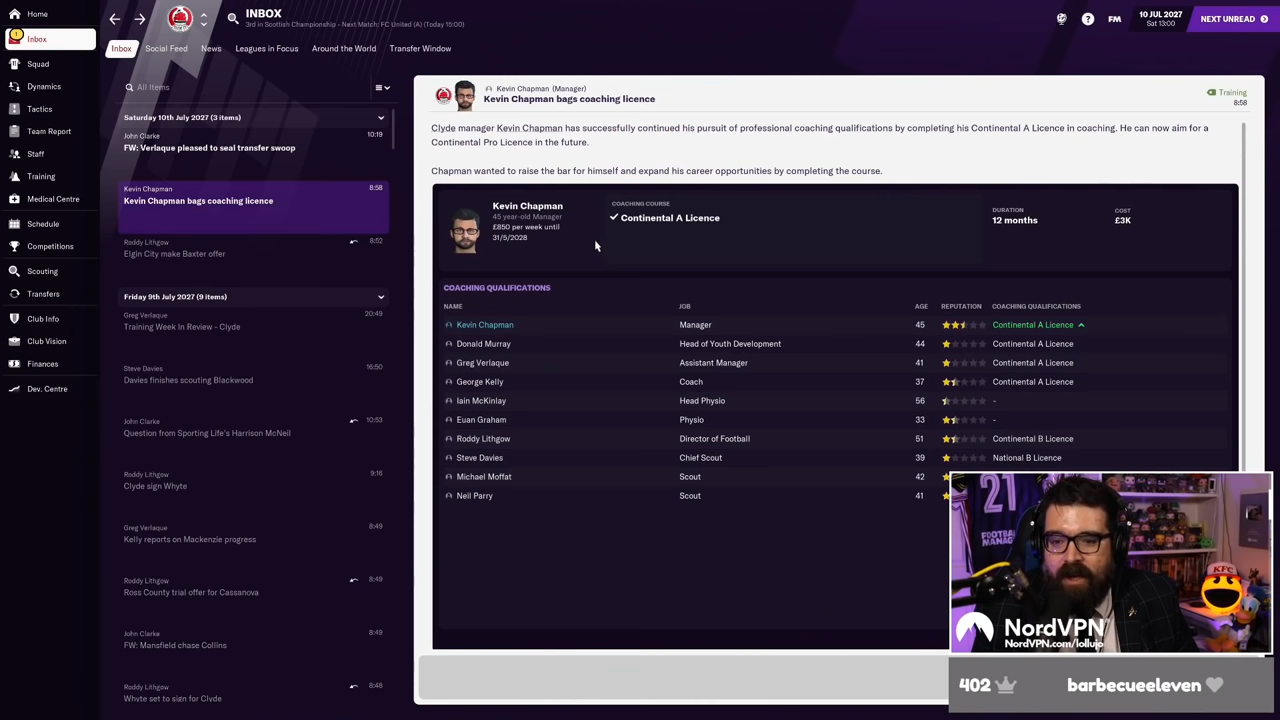 Home
INBOX
3rd in Scottish Championship - Next Match: FC United (A) (Today 15:00)
FM
10 JUL 2027
Sat 13:00
NEXT UNREAD
1
Inbox
Squad
Dynamics
Tactics
Team Report
Staff
Training
Medical Centre
Schedule
Competitions
Scouting
Transfers
Club Info
Club Vision
Finances
Dev. Centre
Inbox
Social Feed
News
Leagues in Focus
Around the World
Transfer Window
All Items
Saturday 10th July 2027 (3 items)
John Clarke
10:19
FW: Verlaque pleased to seal transfer swoop
Kevin Chapman
8:58
Kevin Chapman bags coaching licence
Roddy Lithgow
8:52
Elgin City make Baxter offer
Friday 9th July 2027 (9 items)
Greg Verlaque
20:49
Training Week In Review - Clyde
Steve Davies
16:50
Davies finishes scouting Blackwood
John Clarke
10:53
Question from Sporting Life's Harrison McNeil
Roddy Lithgow
9:16
Clyde sign Whyte
Greg Verlaque
8:49
Kelly reports on Mackenzie progress
Roddy Lithgow
8:49
Ross County trial offer for Cassanova
John Clarke
8:49
FW: Mansfield chase Collins
Roddy Lithgow
8:48
Whyte set to sign for Clyde
Kevin Chapman (Manager)
Kevin Chapman bags coaching licence
Training
8:58
Clyde manager Kevin Chapman has successfully continued his pursuit of professional coaching qualifications by completing his Continental A Licence in coaching. He can now aim for a
Continental Pro Licence in the future.
Chapman wanted to raise the bar for himself and expand his career opportunities by completing the course.
Kevin Chapman
45 year-old Manager
£850 per week until
31/5/2028
COACHING COURSE
Continental A Licence
DURATION
12 months
COST
£3K
COACHING QUALIFICATIONS
NAME JOB AGE REPUTATION COACHING QUALIFICATIONS
Kevin Chapman Manager 45 Continental A Licence
Donald Murray Head of Youth Development 44 Continental A Licence
Greg Verlaque Assistant Manager 41 Continental A Licence
George Kelly Coach 37 Continental A Licence
Iain McKinlay Head Physio 56 -
Euan Graham Physio 33 -
Roddy Lithgow Director of Football 51 Continental B Licence
Steve Davies Chief Scout 39 National B Licence
Michael Moffat Scout 42
Neil Parry Scout 41
21
FOOTBALL
KFC
NordVPN
NordVPN.com/lollujo
402
barbecueeleven